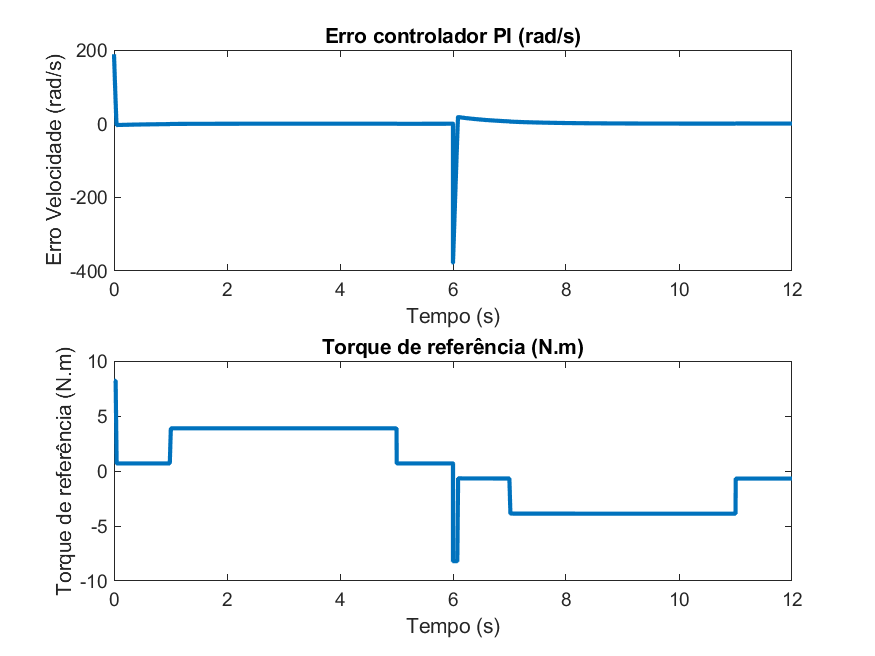 Erro controlador PI (rad/s)
200
0
-200
-400
Erro Velocidade (rad/s)
0 2 4 6 8 10 12
Tempo (s)
Torque de referência (N.m)
10
5
0
-5
-10
Torque de referência (N.m)
0 2 4 6 8 10 12
Tempo (s)